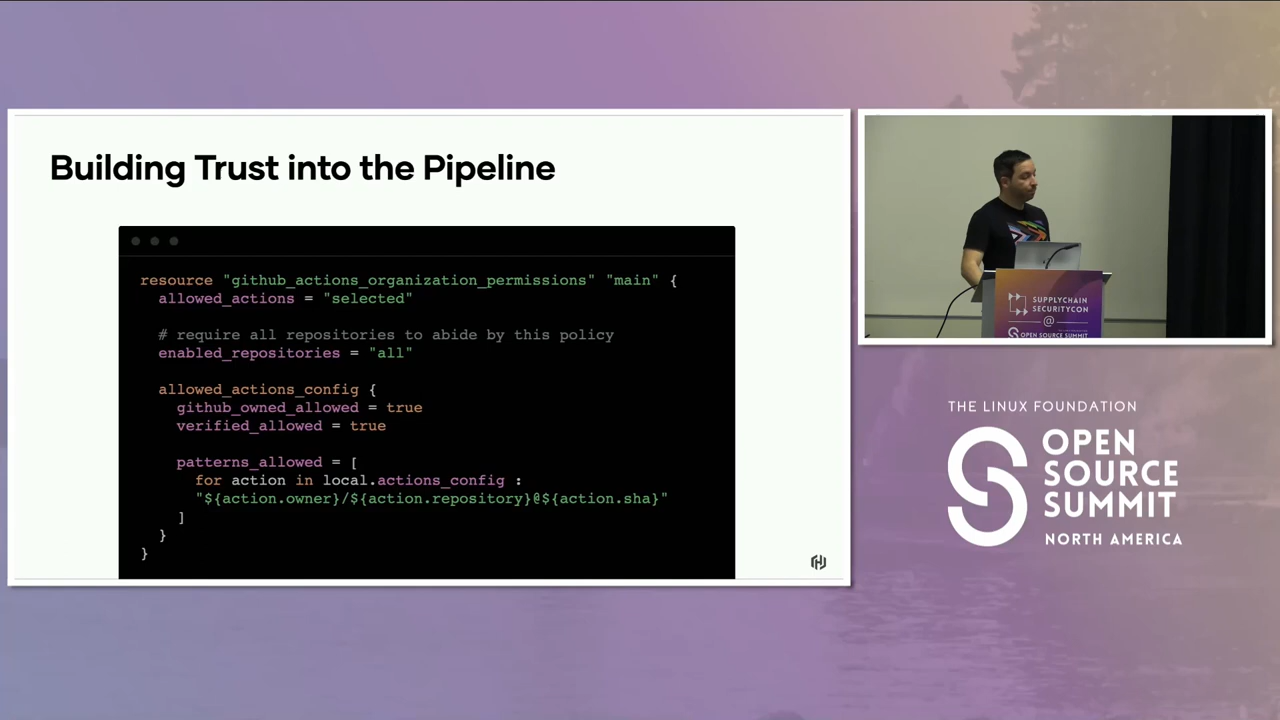 Building Trust into the Pipeline
resource "github_actions_organization_permissions" "main" {
allowed_actions = "selected"
# require all repositories to abide by this policy
enabled_repositories = "all"
allowed_actions_config {
github_owned_allowed = true
verified_allowed = true
patterns_allowed = [
for action in local.actions_config :
"${action.owner}/${action.repository}@${action.sha}"
]
}
}
SUPPLYCHAIN
SECURITYCON
@
OPEN SOURCE SUMMIT
THE LINUX FOUNDATION
OPEN
SOURCE
SUMMIT
NORTH AMERICA